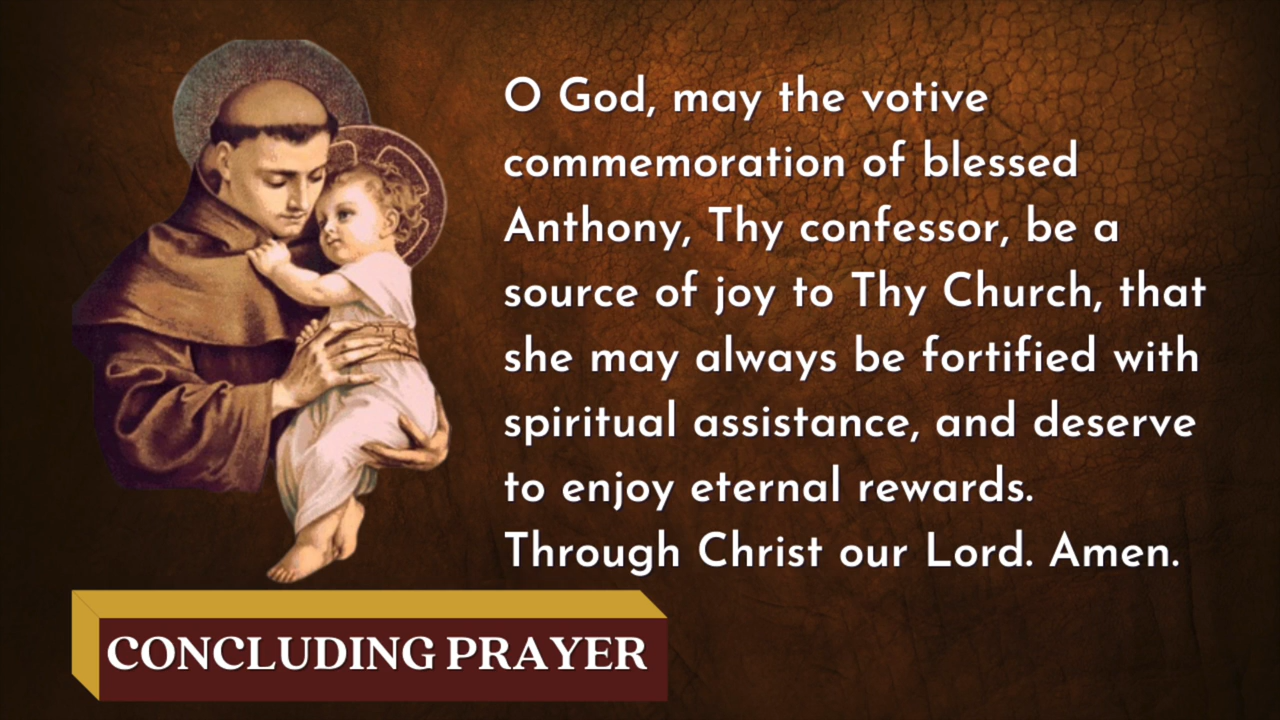 O God, may the votive
commemoration of blessed
Anthony, Thy confessor, be a
source of joy to Thy Church, that
she may always be fortified with
spiritual assistance, and deserve
to enjoy eternal rewards.
Through Christ our Lord. Amen.
CONCLUDING PRAYER